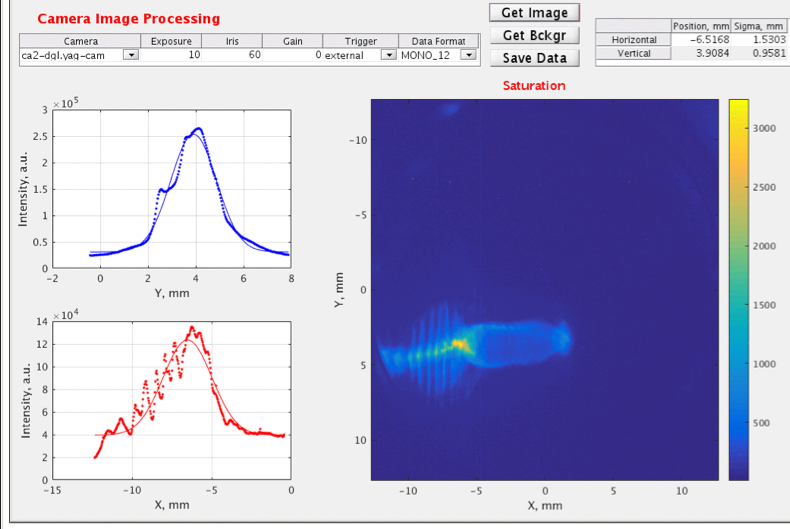 Camera Image Processing
Get Image
Get Bckgr
Save Data
Camera Exposure Iris Gain Trigger Data Format
ca2-dgl.yag-cam 10 60 0 external MONO_12
Position, mm Sigma, mm
Horizontal −6.5168 1.5303
Vertical 3.9084 0.9581
Saturation
×10⁵
3
2.5
2
1.5
1
0.5
0
Intensity, a.u.
−2 0 2 4 6 8
Y, mm
×10⁴
14
12
10
8
6
4
2
0
Intensity, a.u.
−15 −10 −5 0
X, mm
−10
−5
0
5
10
Y, mm
−10 −5 0 5 10
X, mm
3000
2500
2000
1500
1000
500